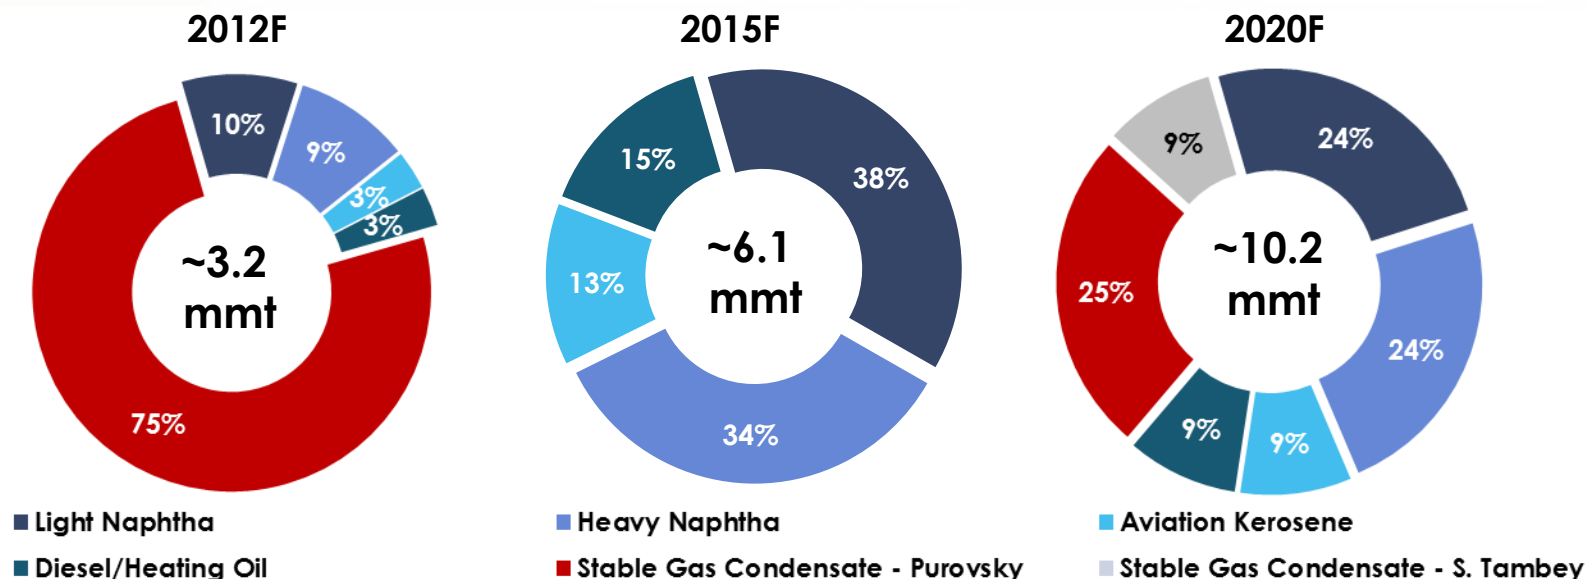 2012F
2015F
2020F
10%
9%
3%
3%
75%
~3.2
mmt
38%
34%
13%
15%
~6.1
mmt
24%
24%
9%
9%
25%
9%
~10.2
mmt
Light Naphtha
Heavy Naphtha
Aviation Kerosene
Diesel/Heating Oil
Stable Gas Condensate - Purovsky
Stable Gas Condensate - S. Tambey